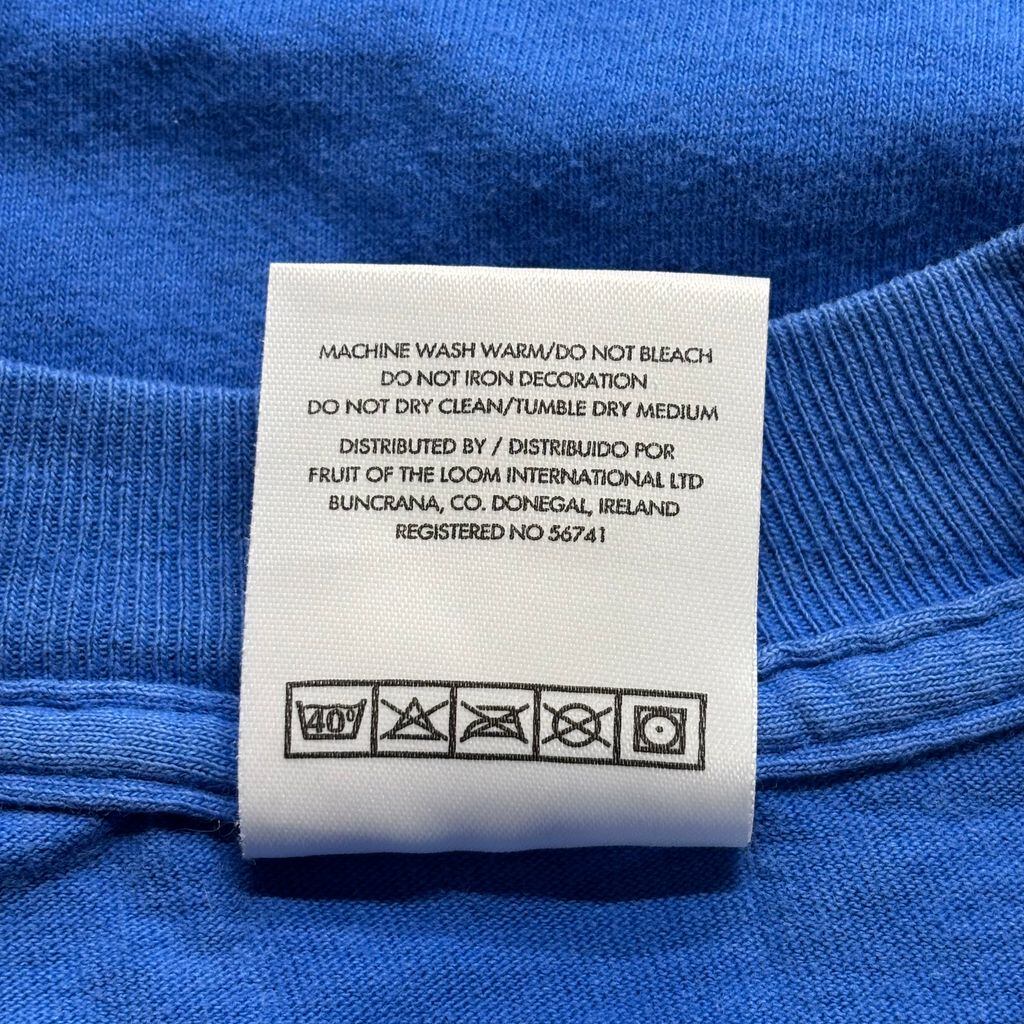 MACHINE WASH WARM/DO NOT BLEACH
DO NOT IRON DECORATION
DO NOT DRY CLEAN/TUMBLE DRY MEDIUM
DISTRIBUTED BY / DISTRIBUIDO POR
FRUIT OF THE LOOM INTERNATIONAL LTD
BUNCRANA, CO. DONEGAL, IRELAND
REGISTERED NO 56741
40°